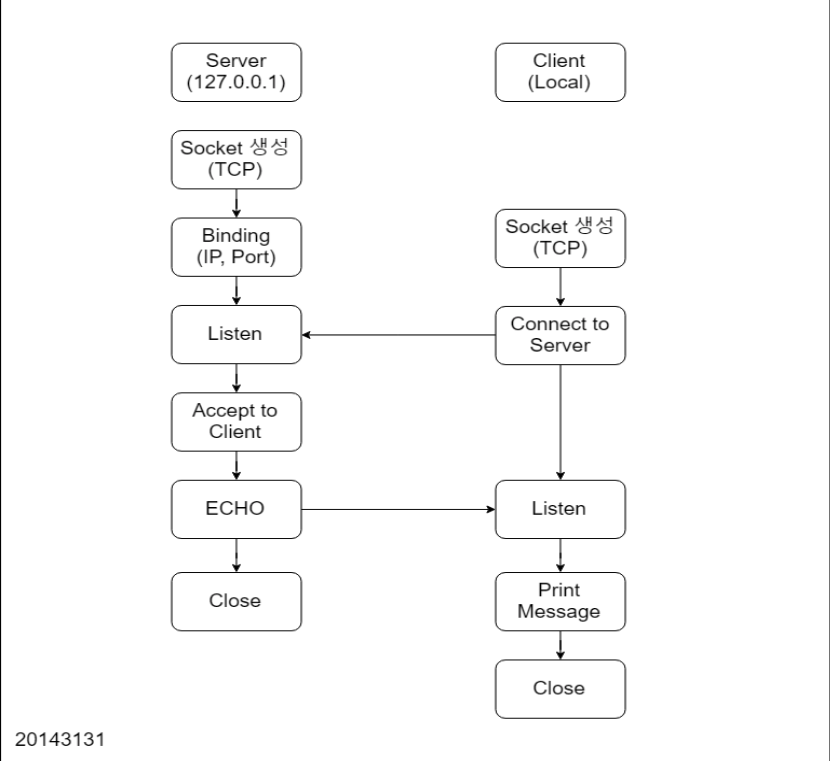 Server
(127.0.0.1)
Client
(Local)
Socket 생성
(TCP)
Binding
(IP, Port)
Socket 생성
(TCP)
Listen
Connect to
Server
Accept to
Client
ECHO
Listen
Close
Print
Message
Close
20143131